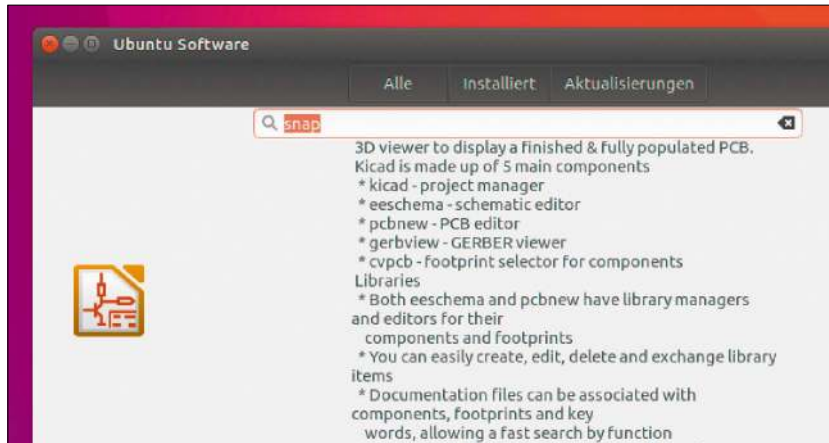 Ubuntu Software
Alle Installiert Aktualisierungen
snap
3D viewer to display a finished & fully populated PCB.
Kicad is made up of 5 main components
* kicad - project manager
* eeschema - schematic editor
* pcbnew - PCB editor
* gerbview - GERBER viewer
* cvpcb - footprint selector for components
Libraries
* Both eeschema and pcbnew have library managers
and editors for their
components and footprints
* You can easily create, edit, delete and exchange library
items
* Documentation files can be associated with
components, footprints and key
words, allowing a fast search by function